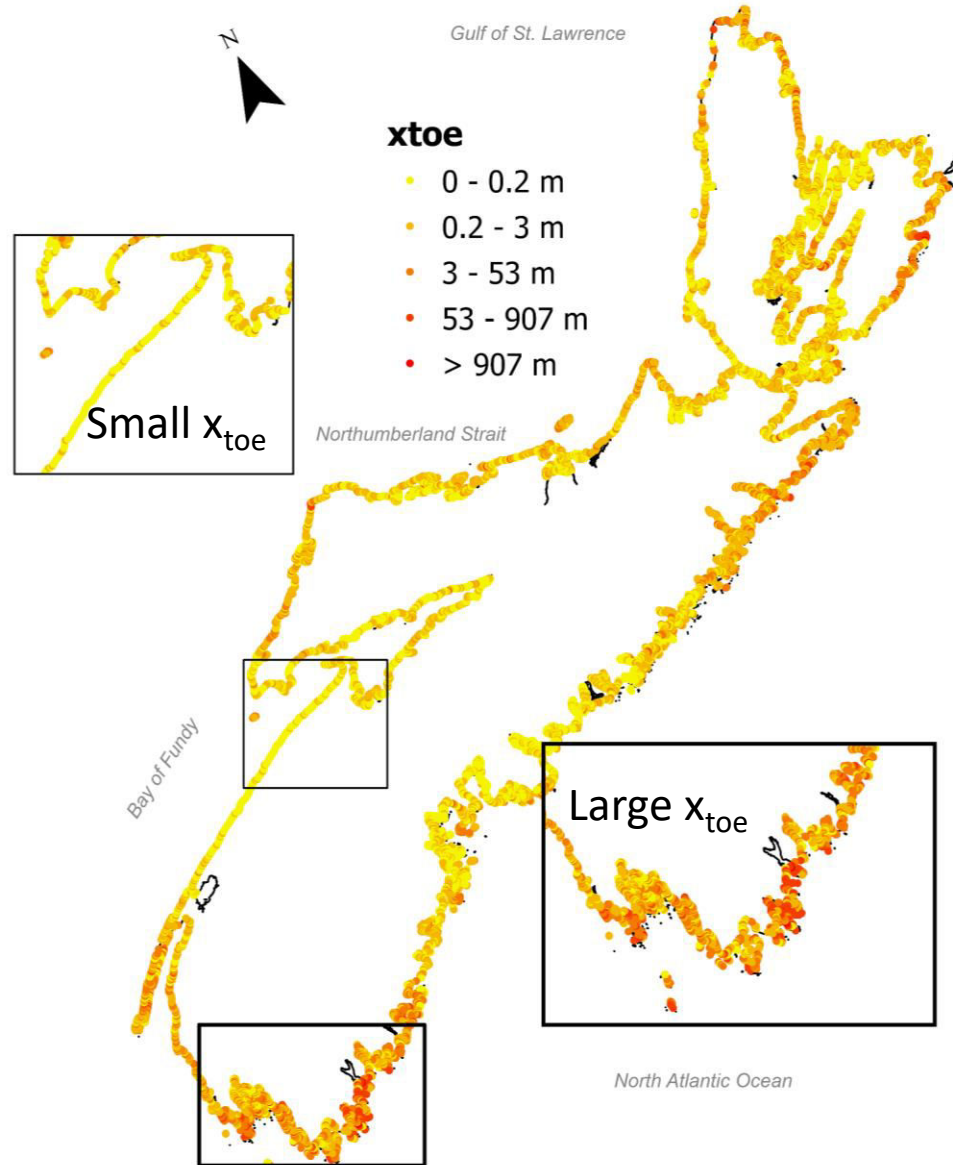 Gulf of St. Lawrence
N
xtoe
0 - 0.2 m
0.2 - 3 m
3 - 53 m
53 - 907 m
> 907 m
Small xtoe
Northumberland Strait
Bay of Fundy
Large xtoe
North Atlantic Ocean